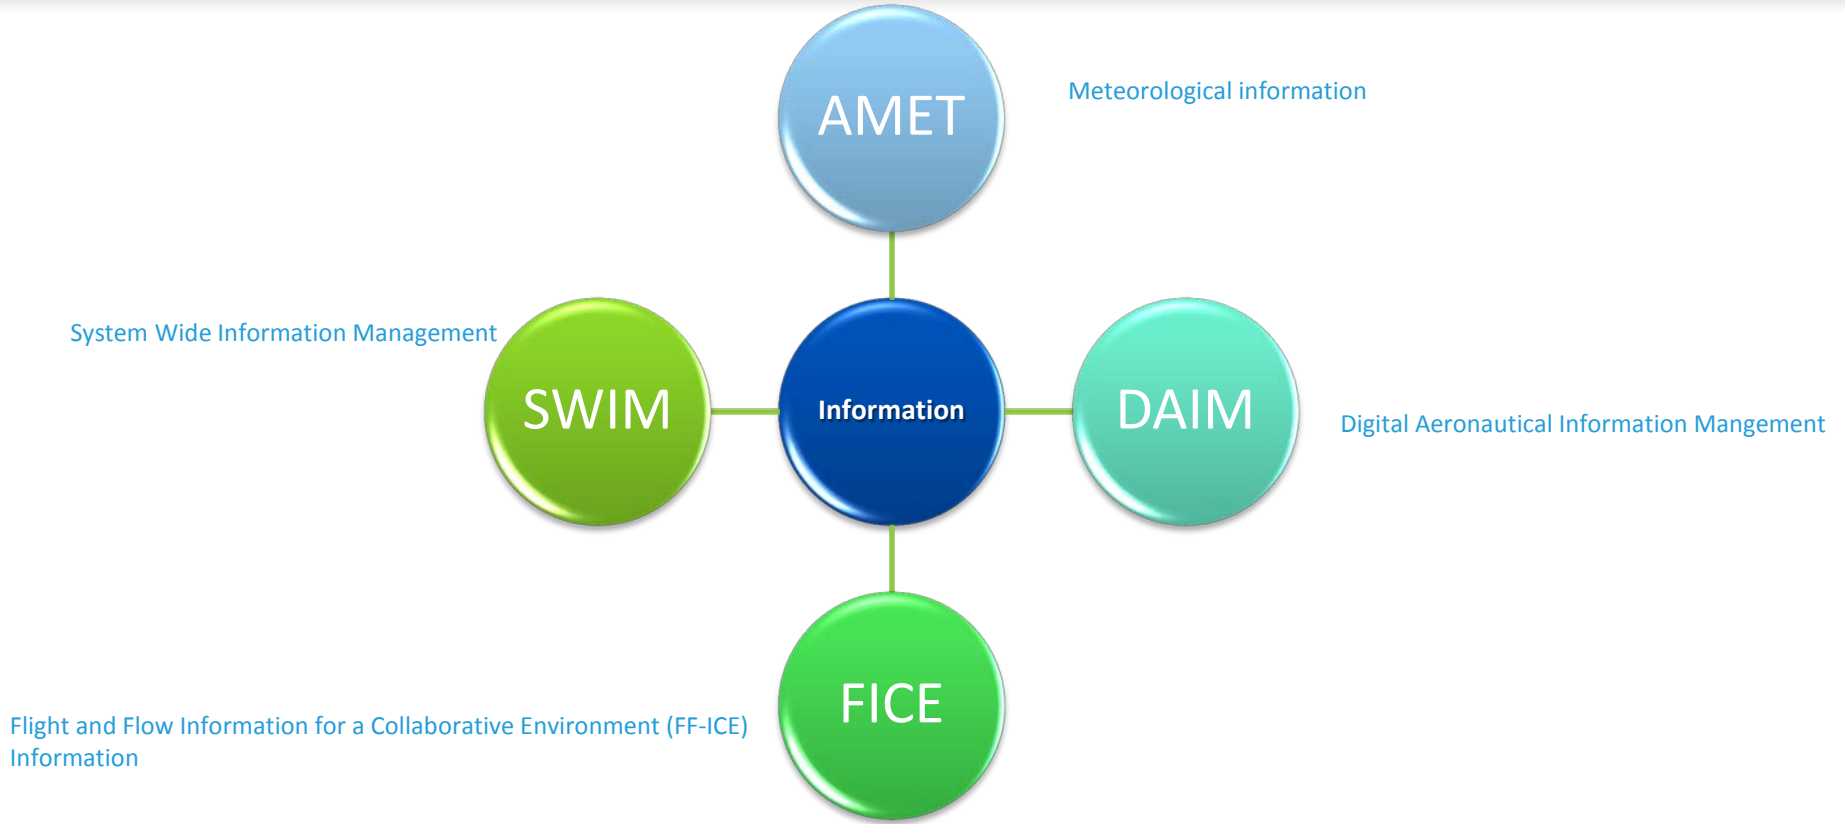 AMET
Meteorological information
System Wide Information Management
SWIM
Information
DAIM
Digital Aeronautical Information Mangement
FICE
Flight and Flow Information for a Collaborative Environment (FF-ICE)
Information